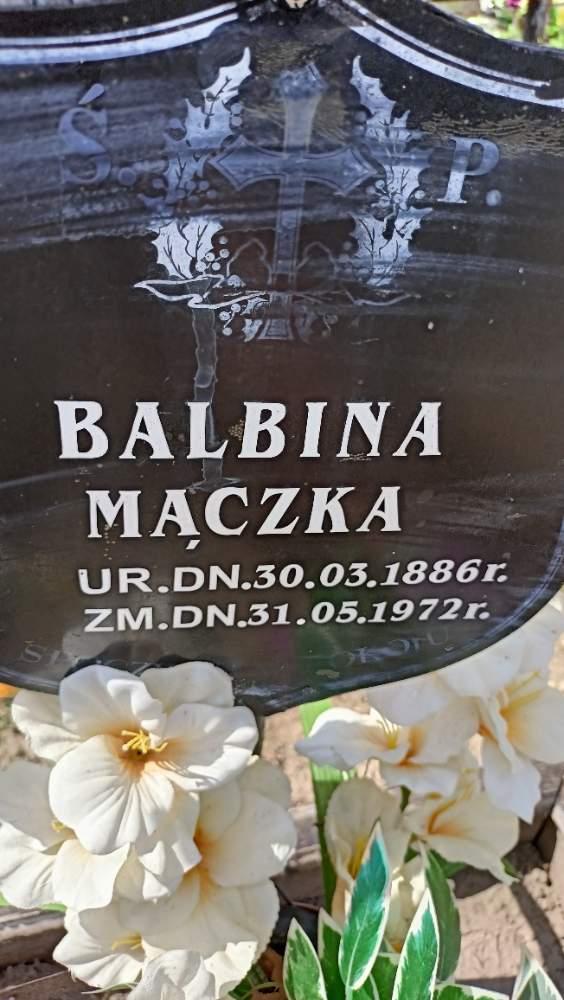 Ś. P.
BALBINA
MĄCZKA
UR.DN.30.03.1886r.
ZM.DN.31.05.1972r.